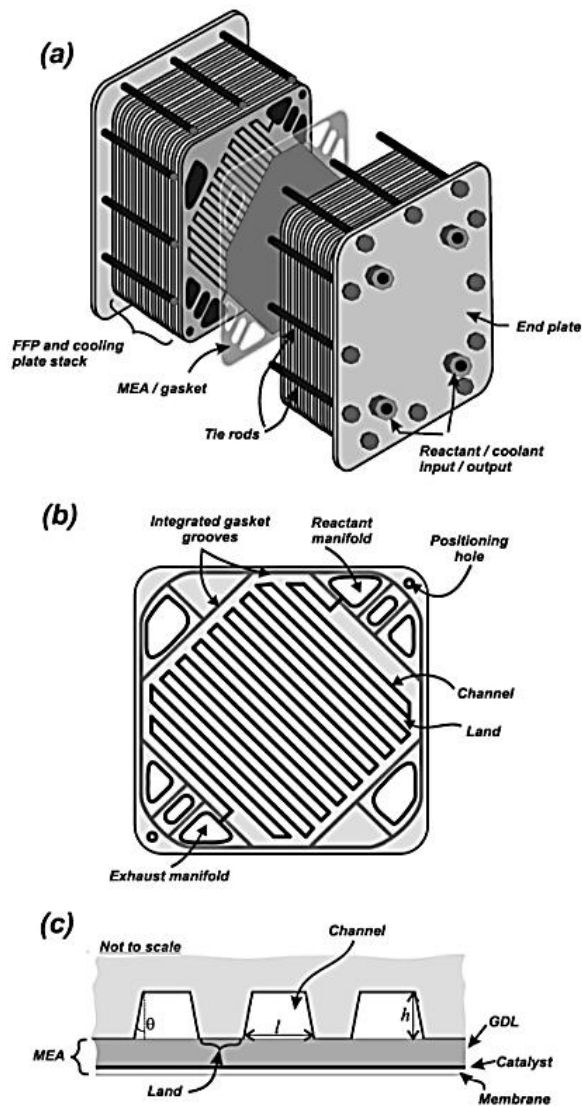 (a)
FFP and cooling
plate stack
MEA / gasket
Tie rods
End plate
Reactant / coolant
input / output
(b)
Integrated gasket
grooves
Reactant
manifold
Positioning
hole
Channel
Land
Exhaust manifold
(c)
Not to scale
Channel
θ
l
h
GDL
MEA
Catalyst
Land
Membrane